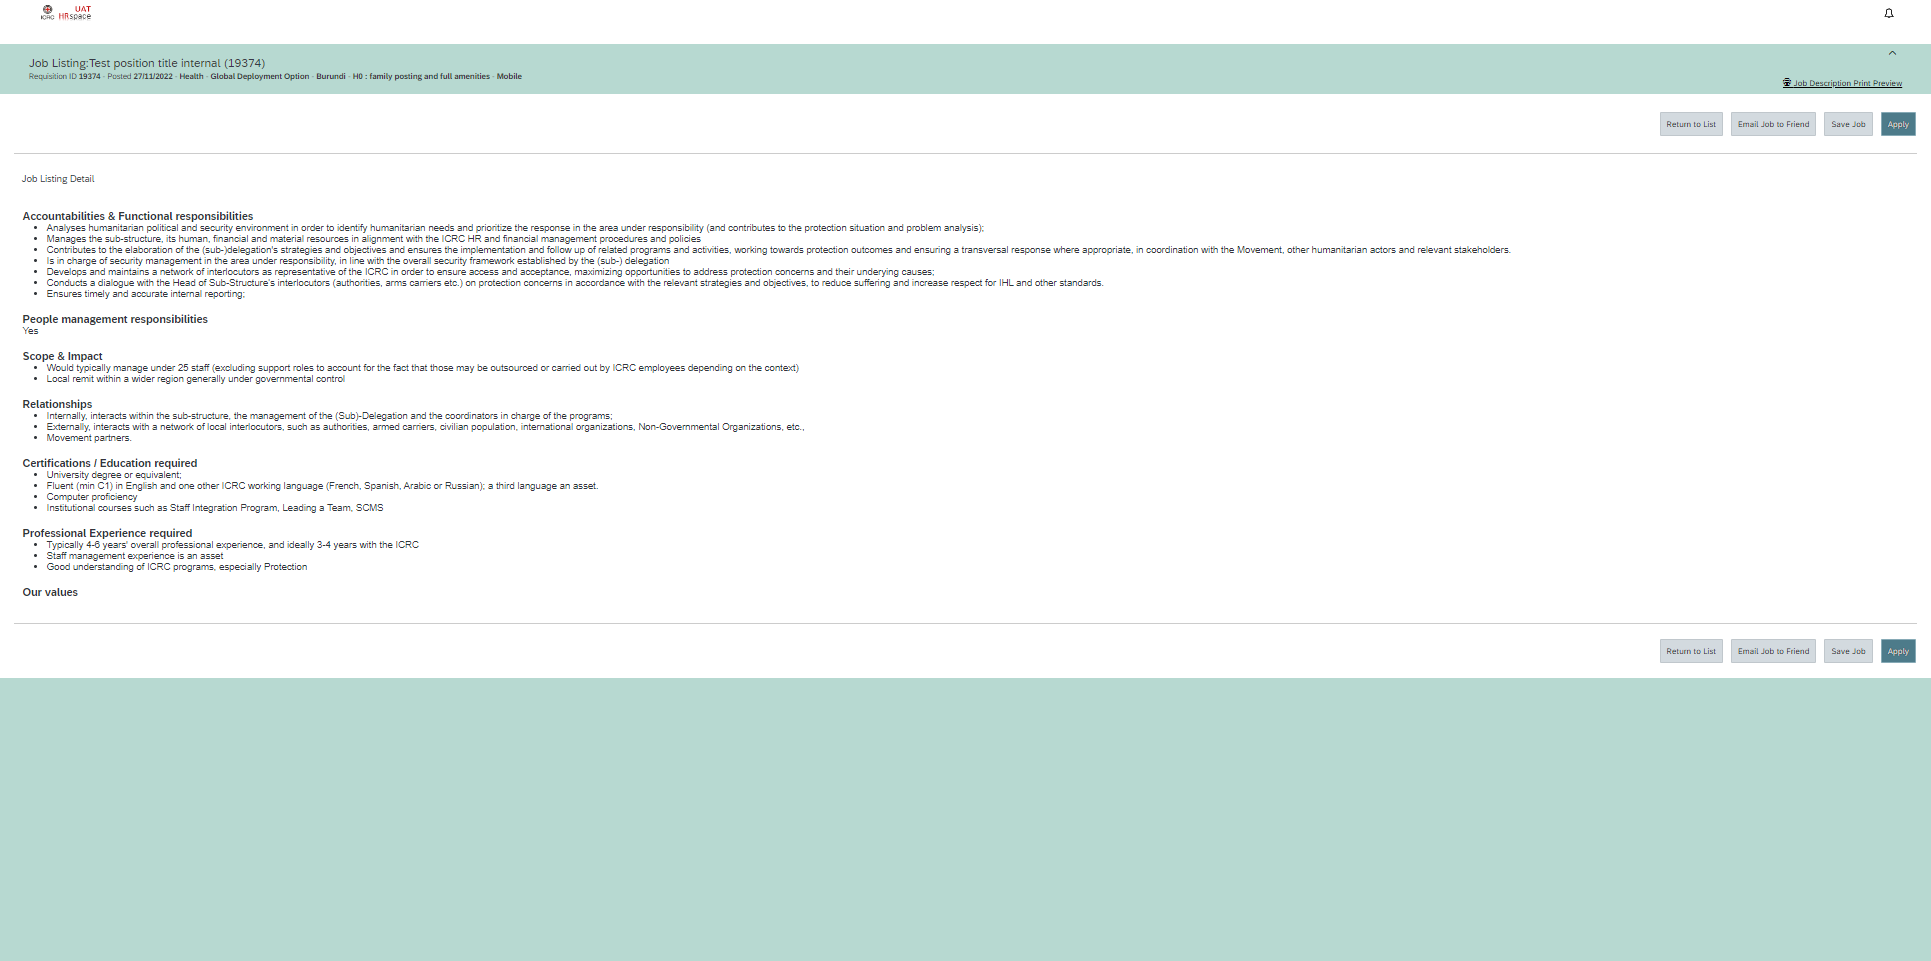 ICRC
UAT
HRspace
Job Listing:Test position title internal (19374)
Requisition ID 19374 - Posted 27/11/2022 - Health - Global Deployment Option - Burundi - H0 : family posting and full amenities - Mobile
Job Description Print Preview
Return to List
Email Job to Friend
Save Job
Apply
Job Listing Detail
Accountabilities & Functional responsibilities
• Analyses humanitarian political and security environment in order to identify humanitarian needs and prioritize the response in the area under responsibility (and contributes to the protection situation and problem analysis);
• Manages the sub-structure, its human, financial and material resources in alignment with the ICRC HR and financial management procedures and policies
• Contributes to the elaboration of the (sub-)delegation's strategies and objectives and ensures the implementation and follow up of related programs and activities, working towards protection outcomes and ensuring a transversal response where appropriate, in coordination with the Movement, other humanitarian actors and relevant stakeholders.
• Is in charge of security management in the area under responsibility, in line with the overall security framework established by the (sub-) delegation
• Develops and maintains a network of interlocutors as representative of the ICRC in order to ensure access and acceptance, maximizing opportunities to address protection concerns and their underlying causes;
• Conducts a dialogue with the Head of Sub-Structure's interlocutors (authorities, arms carriers etc.) on protection concerns in accordance with the relevant strategies and objectives, to reduce suffering and increase respect for IHL and other standards.
• Ensures timely and accurate internal reporting;
People management responsibilities
Yes
Scope & Impact
• Would typically manage under 25 staff (excluding support roles to account for the fact that those may be outsourced or carried out by ICRC employees depending on the context)
• Local remit within a wider region generally under governmental control
Relationships
• Internally, interacts within the sub-structure, the management of the (Sub)-Delegation and the coordinators in charge of the programs;
• Externally, interacts with a network of local interlocutors, such as authorities, armed carriers, civilian population, international organizations, Non-Governmental Organizations, etc.,
• Movement partners.
Certifications / Education required
• University degree or equivalent;
• Fluent (min C1) in English and one other ICRC working language (French, Spanish, Arabic or Russian); a third language an asset.
• Computer proficiency
• Institutional courses such as Staff Integration Program, Leading a Team, SCMS
Professional Experience required
• Typically 4-6 years' overall professional experience, and ideally 3-4 years with the ICRC
• Staff management experience is an asset
• Good understanding of ICRC programs, especially Protection
Our values
Return to List
Email Job to Friend
Save Job
Apply